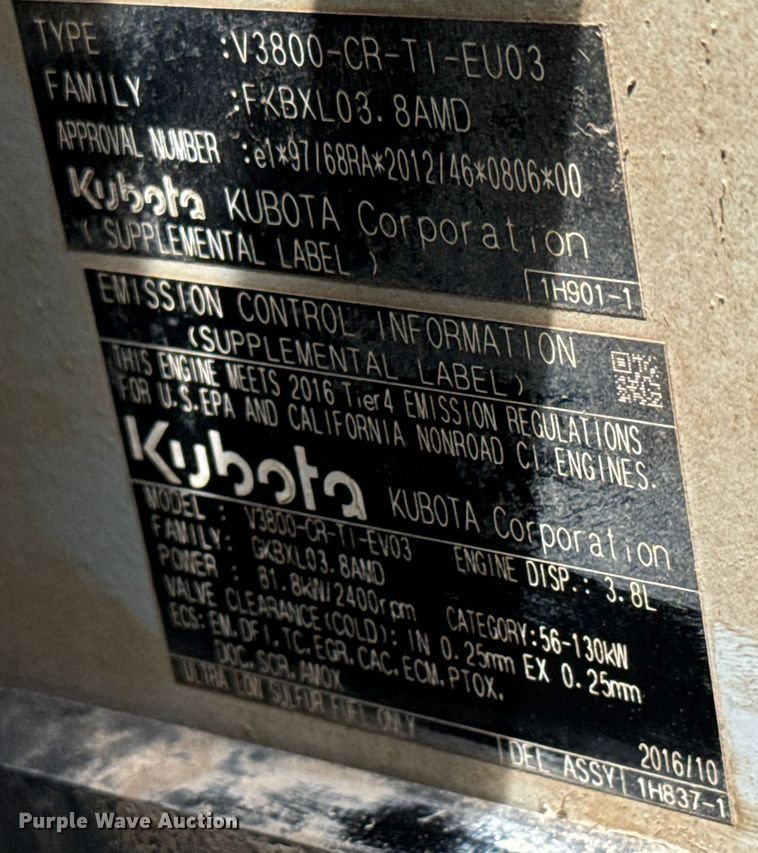 TYPE :V3800-CR-TI-EU03
FAMILY :FKBXL03.8AMD
APPROVAL NUMBER :e1*97/68RA*2012/46*0806*00
Kubota KUBOTA Corporation
( SUPPLEMENTAL LABEL )
1H901-1
EMISSION CONTROL INFORMATION
(SUPPLEMENTAL LABEL)
THIS ENGINE MEETS 2016 Tier4 EMISSION REGULATIONS
FOR U.S.EPA AND CALIFORNIA NONROAD CI ENGINES.
Kubota KUBOTA Corporation
MODEL : V3800-CR-TI-EV03 ENGINE DISP.: 3.8L
FAMILY: GKBXL03.8AMD
POWER : 81.8kW/2400rpm CATEGORY:56-130kW
VALVE CLEARANCE(COLD): IN 0.25mm EX 0.25mm
ECS: EM.DFI.TC.EGR.CAC.ECM.PTOX.
DOC.SCR.AMOX
2016/10
ULTRA LOW SULFUR FUEL ONLY
DEL ASSY 1H837-1
Purple Wave Auction